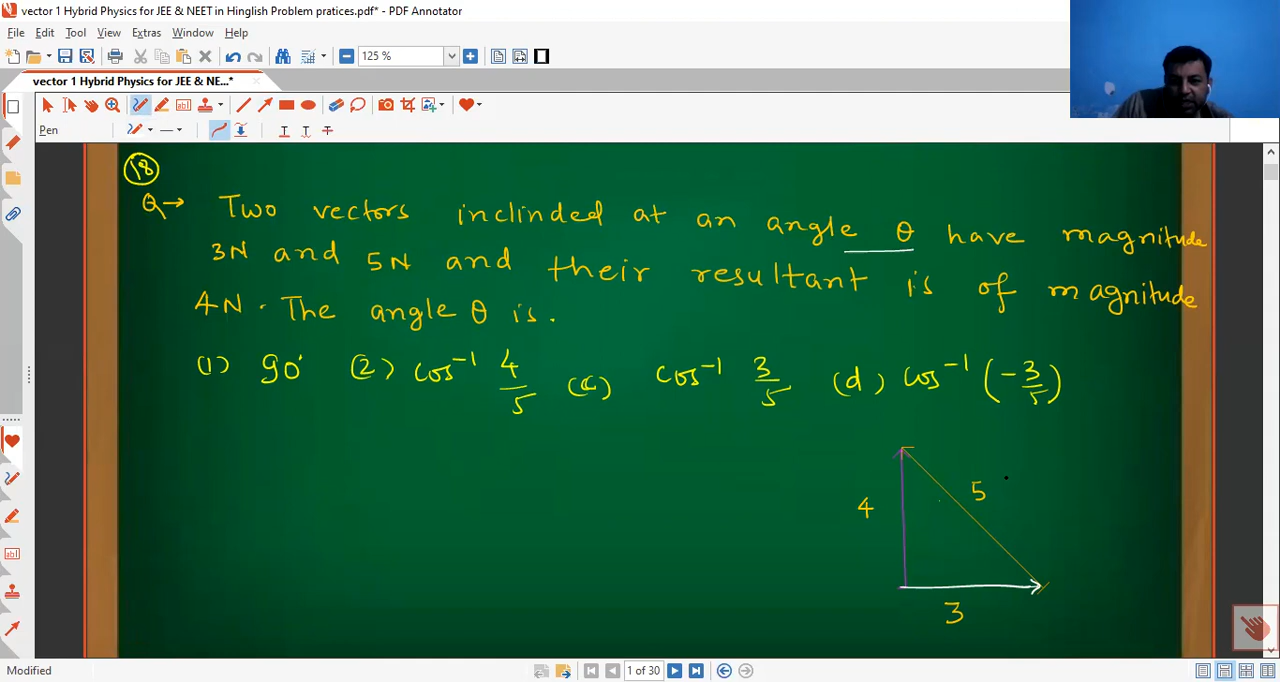 vector 1 Hybrid Physics for JEE & NEET in Hinglish Problem pratices.pdf* - PDF Annotator
File Edit Tool View Extras Window Help
125 %
vector 1 Hybrid Physics for JEE & NE...*
Pen
18
Q→ Two vectors inclinded at an angle θ have magnitude
3N and 5N and their resultant is of magnitude
4N. The angle θ is.
(1) 90° (2) cos⁻¹ 4/5 (c) cos⁻¹ 3/5 (d) cos⁻¹ (-3/5)
4
5
3
Modified
1 of 30